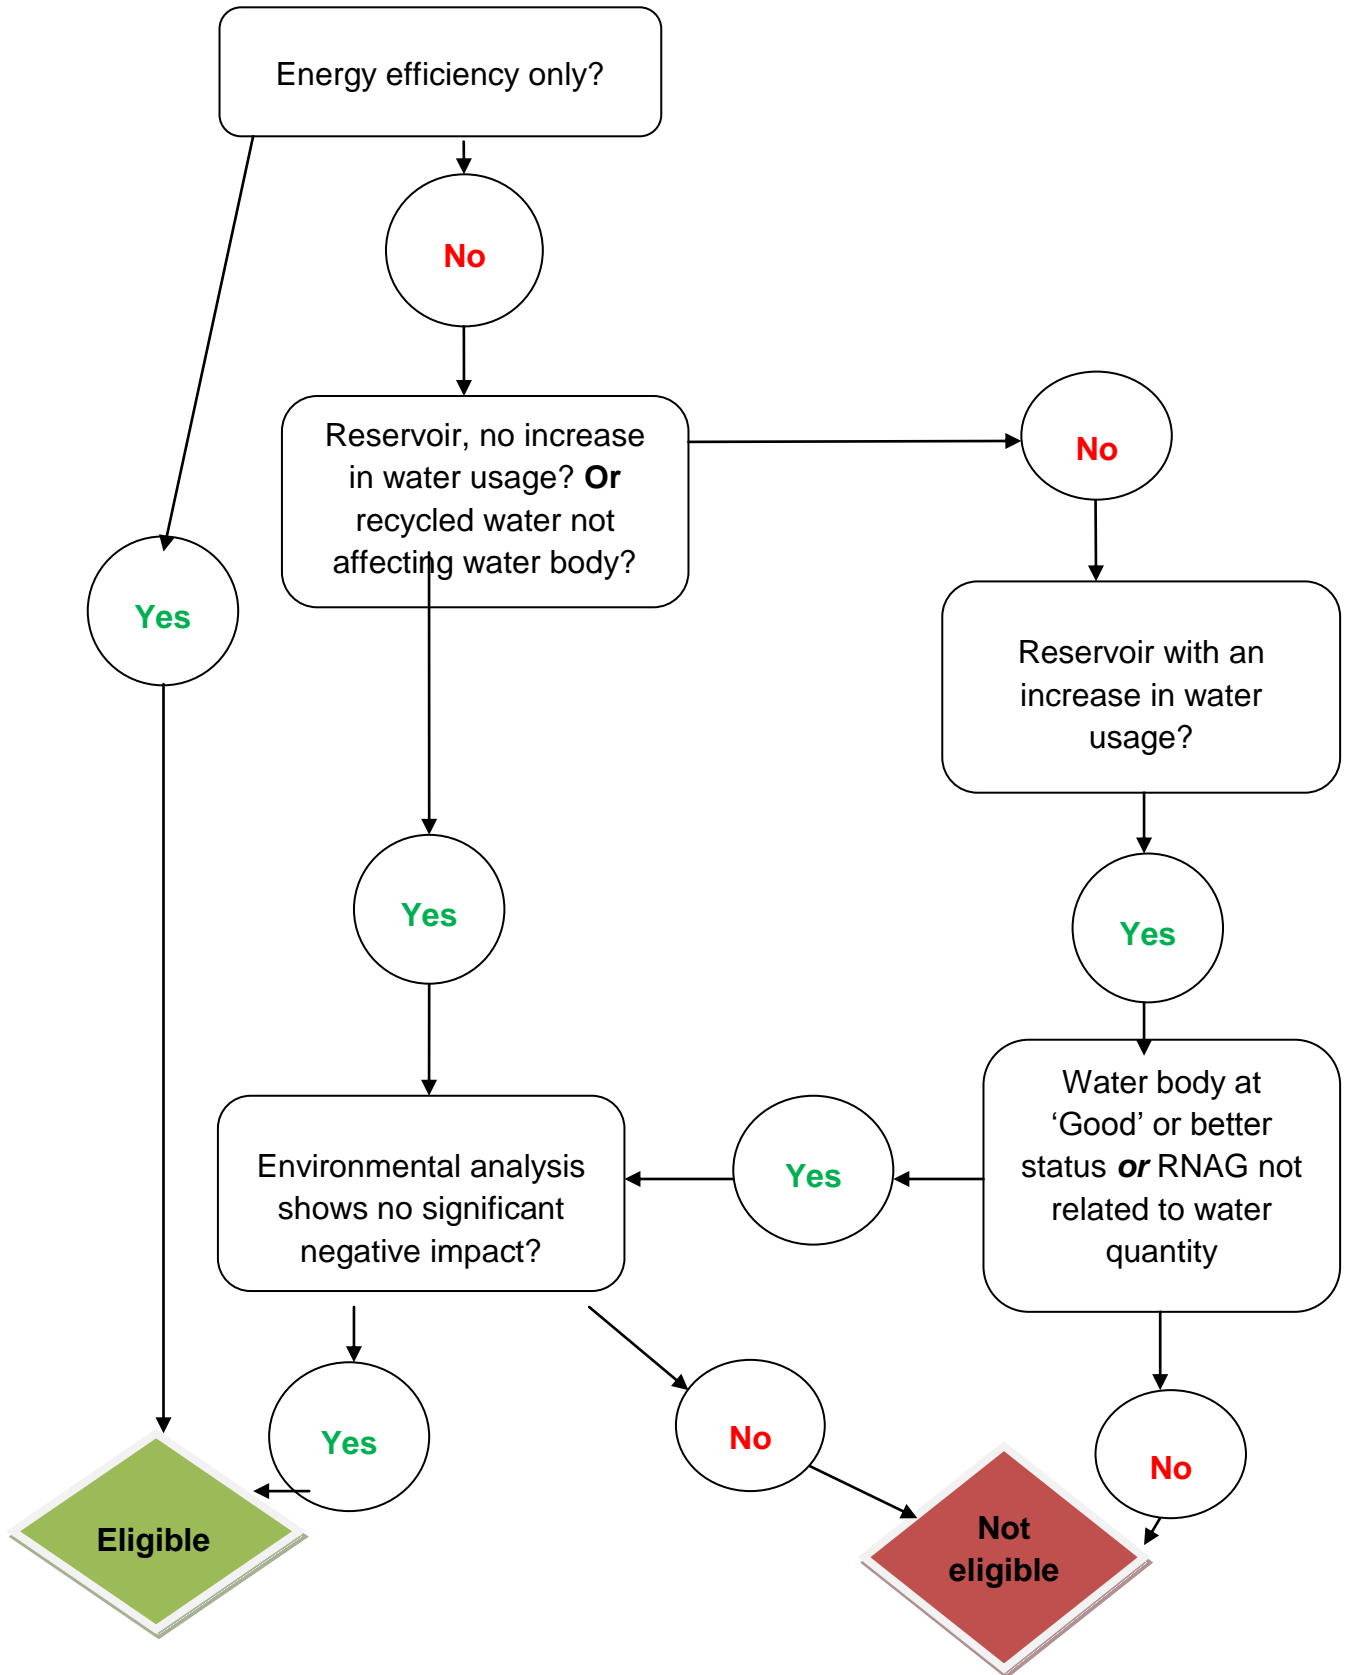 Energy efficiency only?
No
Reservoir, no increase
in water usage? Or
recycled water not
affecting water body?
No
Yes
Reservoir with an
increase in water
usage?
Yes
Yes
Water body at
‘Good’ or better
status or RNAG not
related to water
quantity
Yes
Environmental analysis
shows no significant
negative impact?
Yes
No
No
Eligible
Not
eligible